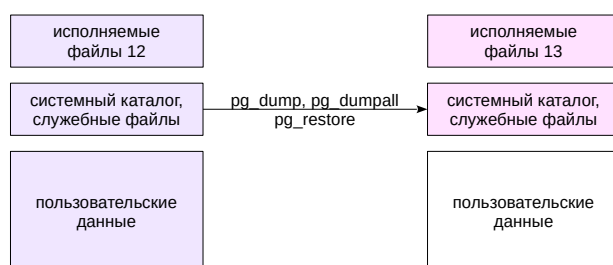 исполняемые
файлы 12
исполняемые
файлы 13
системный каталог,
служебные файлы
pg_dump, pg_dumpall
pg_restore
системный каталог,
служебные файлы
пользовательские
данные
пользовательские
данные